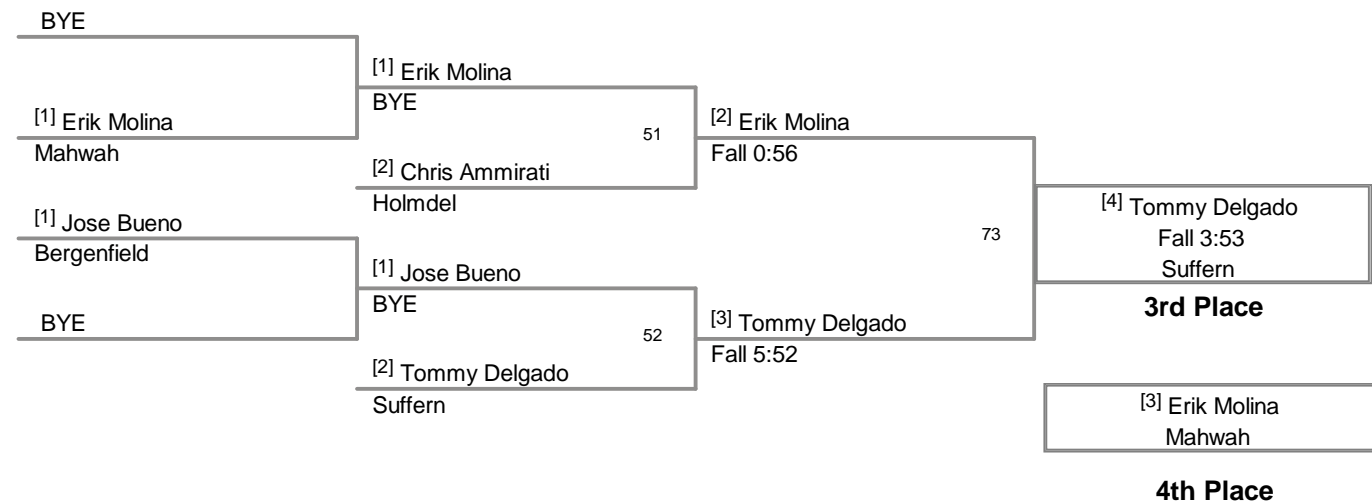 BYE
[1] Erik Molina
BYE
[1] Erik Molina
Mahwah
51
[2] Erik Molina
Fall 0:56
[2] Chris Ammirati
Holmdel
[1] Jose Bueno
Bergenfield
73
[4] Tommy Delgado
Fall 3:53
Suffern
3rd Place
[1] Jose Bueno
BYE
BYE
52
[3] Tommy Delgado
Fall 5:52
[2] Tommy Delgado
Suffern
[3] Erik Molina
Mahwah
4th Place